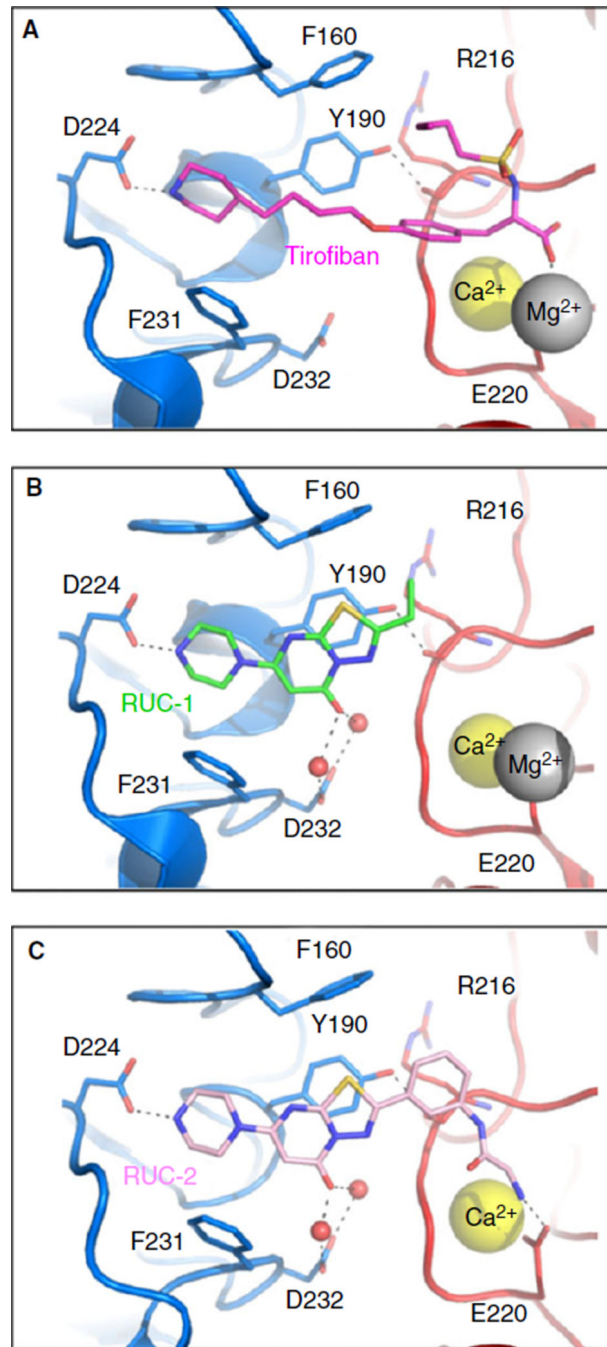 A
F160
R216
D224
Y190
Tirofiban
Ca2+
Mg2+
F231
D232
E220
B
F160
R216
D224
Y190
RUC-1
Ca2+
Mg2+
F231
D232
E220
C
F160
R216
Y190
D224
RUC-2
Ca2+
F231
D232
E220